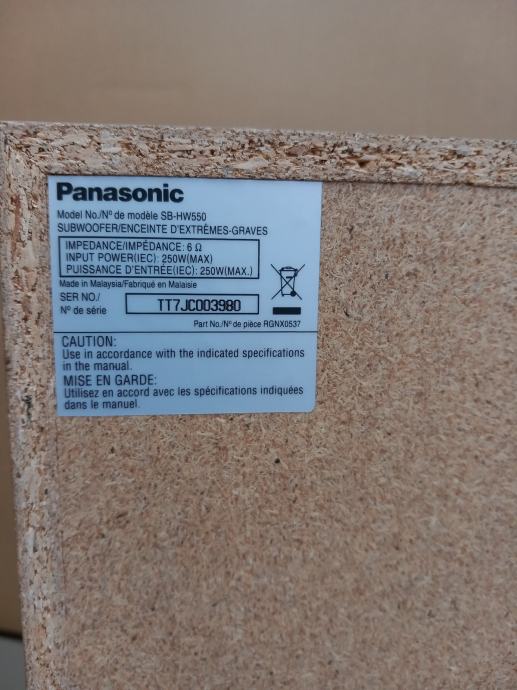 Panasonic
Model No./Nº de modèle SB-HW550
SUBWOOFER/ENCEINTE D'EXTRÊMES-GRAVES
IMPEDANCE/IMPÉDANCE: 6 Ω
INPUT POWER(IEC): 250W(MAX)
PUISSANCE D'ENTRÉE(IEC): 250W(MAX.)
Made in Malaysia/Fabriqué en Malaisie
SER NO./
Nº de série
TT7JC003980
Part No./Nº de pièce RGNX0537
CAUTION:
Use in accordance with the indicated specifications
in the manual.
MISE EN GARDE:
Utilisez en accord avec les spécifications indiquées
dans le manuel.